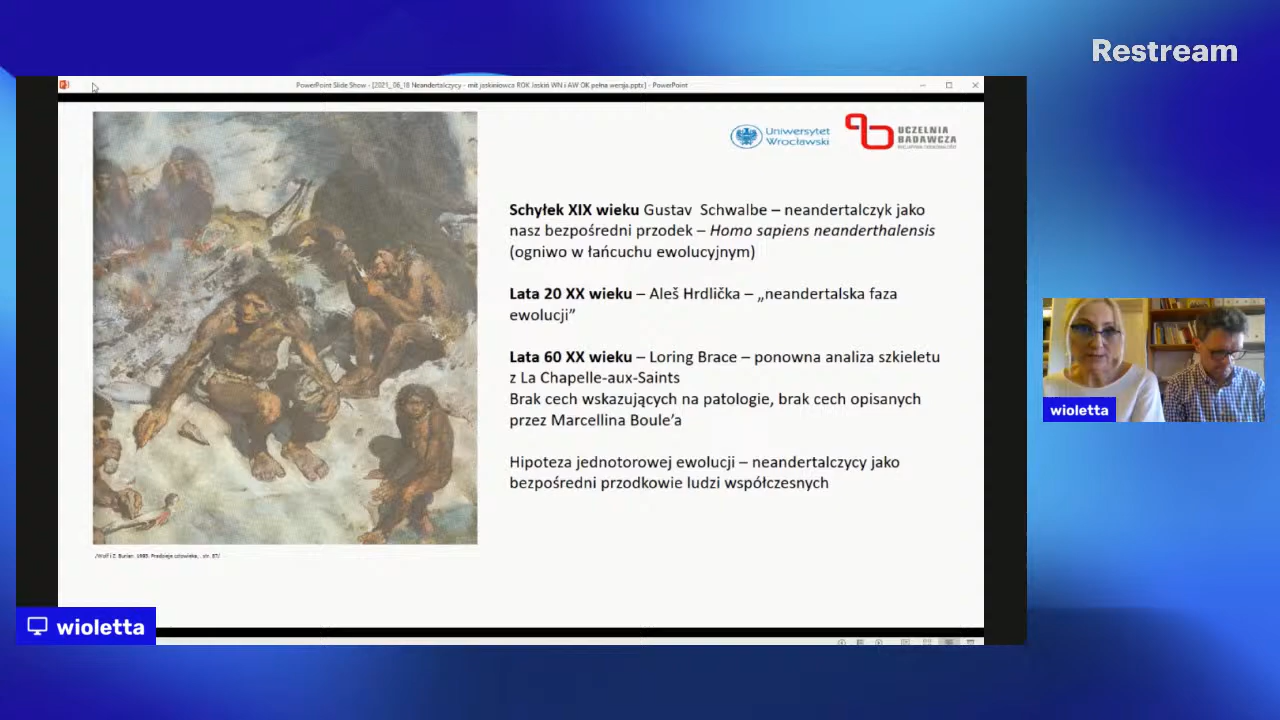 Restream
PowerPoint Slide Show - [2021_06_18 Neandertalczycy - mit jaskiniowca ROK Jaskiń WN i AW OK pełna wersja.pptx] - PowerPoint
Uniwersytet
Wrocławski
UCZELNIA
BADAWCZA
Schyłek XIX wieku Gustav Schwalbe – neandertalczyk jako
nasz bezpośredni przodek – Homo sapiens neanderthalensis
(ogniwo w łańcuchu ewolucyjnym)
Lata 20 XX wieku – Aleš Hrdlička – „neandertalska faza
ewolucji”
Lata 60 XX wieku – Loring Brace – ponowna analiza szkieletu
z La Chapelle-aux-Saints
Brak cech wskazujących na patologie, brak cech opisanych
przez Marcellina Boule’a
Hipoteza jednotorowej ewolucji – neandertalczycy jako
bezpośredni przodkowie ludzi współczesnych
wioletta
wioletta